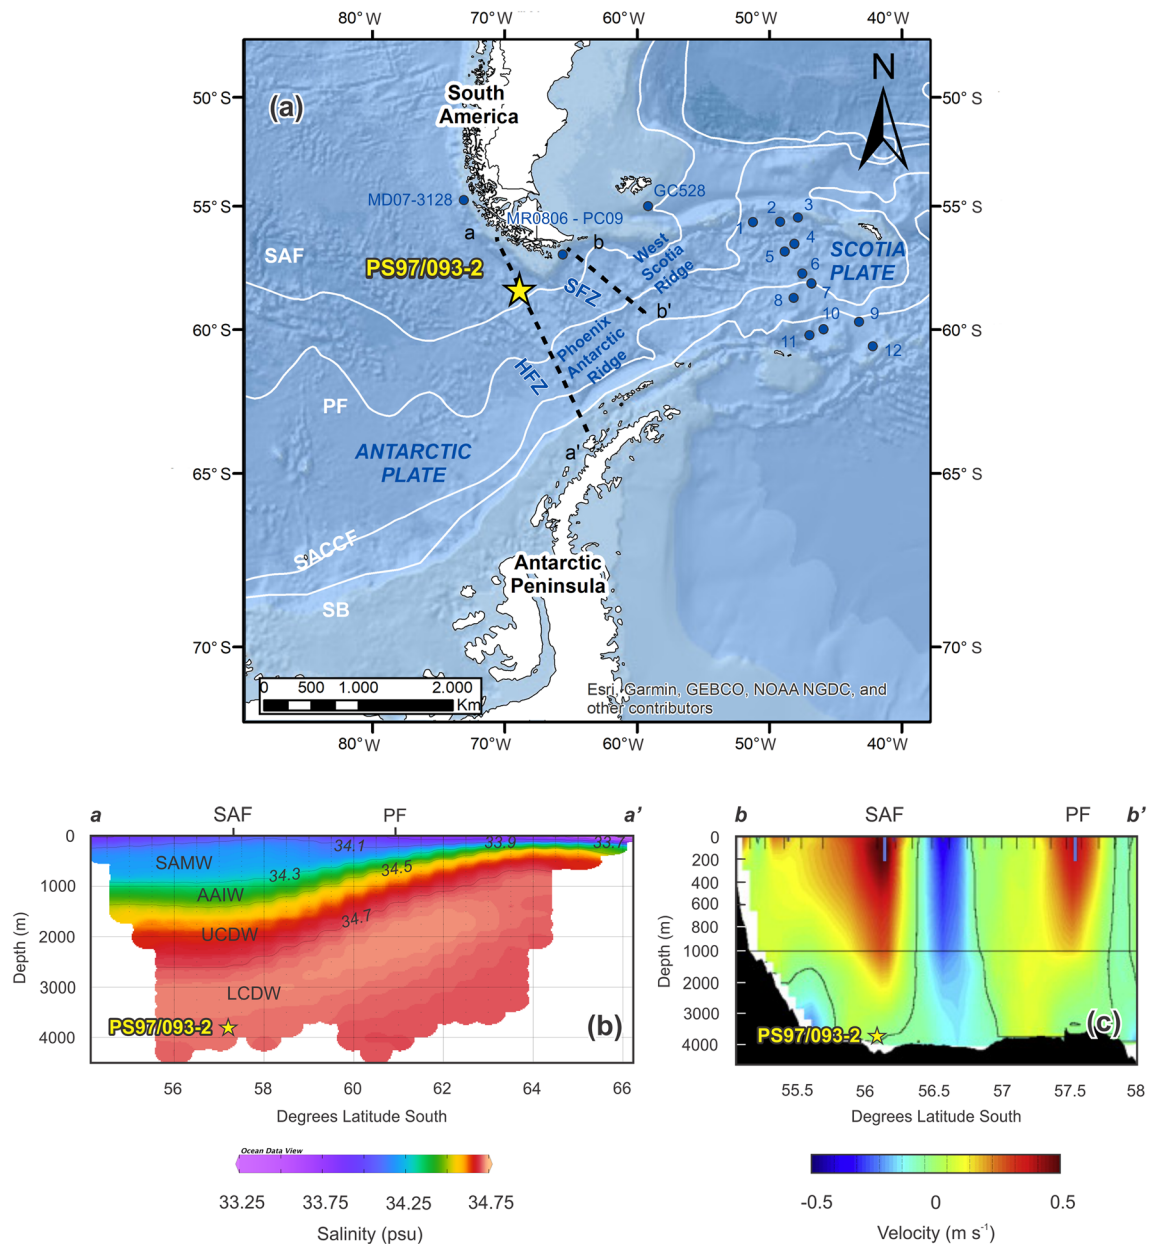 80°W 70°W 60°W 50°W 40°W
50°S 50°S
(a)
South
America
N
55°S 55°S
MD07-3128
GC528
MR0806 - PC09
a
b
1 2 3
4
5
6
7
8
9
10
11
12
SCOTIA
PLATE
West
Scotia
Ridge
SAF
PS97/093-2
SFZ
b'
60°S 60°S
Phoenix
Antarctic
Ridge
HFZ
PF
ANTARCTIC
PLATE
a'
65°S 65°S
SACCF
SB
Antarctic
Peninsula
70°S 70°S
0 500 1.000 2.000
Km
Esri, Garmin, GEBCO, NOAA NGDC, and
other contributors
80°W 70°W 60°W 50°W 40°W
a SAF PF a’
0
1000
2000
3000
4000
Depth (m)
34.1 33.9 33.7
SAMW
34.3 34.5
AAIW
34.7
UCDW
LCDW
PS97/093-2
(b)
56 58 60 62 64 66
Degrees Latitude South
Ocean Data View
33.25 33.75 34.25 34.75
Salinity (psu)
b SAF PF b’
0
200
400
600
800
1000
2000
3000
4000
Depth (m)
PS97/093-2
(c)
55.5 56 56.5 57 57.5 58
Degrees Latitude South
-0.5 0 0.5
Velocity (m s-1)